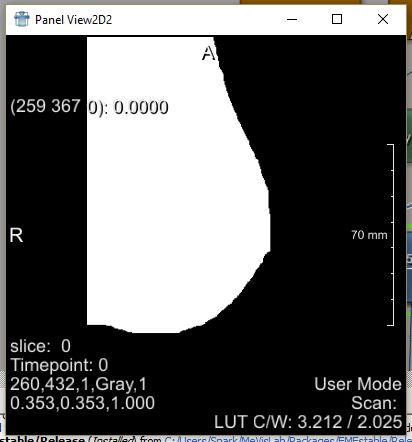 Panel View2D2
A
(259 367 0): 0.0000
R
70 mm
slice: 0
Timepoint: 0
260,432,1,Gray,1
0.353,0.353,1.000
User Mode
Scan:
LUT C/W: 3.212 / 2.025
stable/Release (Installed) from C:/Users/Spark/MeVisLab/Packages/FMEstable/Rele